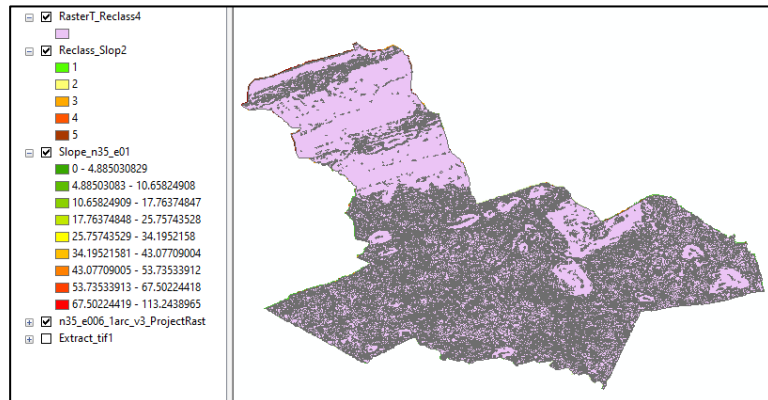 RasterT_Reclass4
Reclass_Slop2
1
2
3
4
5
Slope_n35_e01
0 - 4.885030829
4.88503083 - 10.65824908
10.65824909 - 17.76374847
17.76374848 - 25.75743528
25.75743529 - 34.1952158
34.19521581 - 43.07709004
43.07709005 - 53.73533912
53.73533913 - 67.50224418
67.50224419 - 113.2438965
n35_e006_1arc_v3_ProjectRast
Extract_tif1